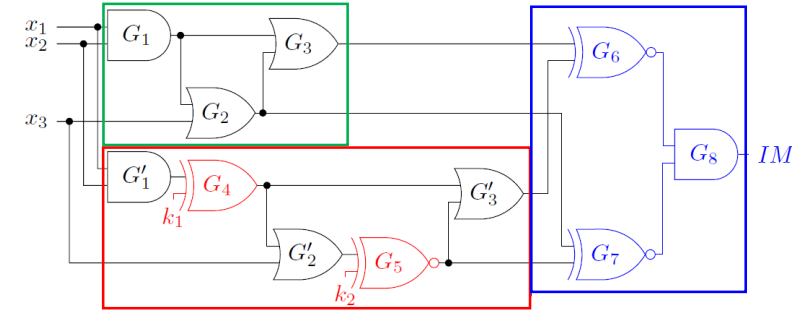 x₁
x₂
G₁
G₃
G₆
G₂
x₃
G′₁
G₄
G′₃
G₈
IM
k₁
G′₂
G₅
G₇
k₂